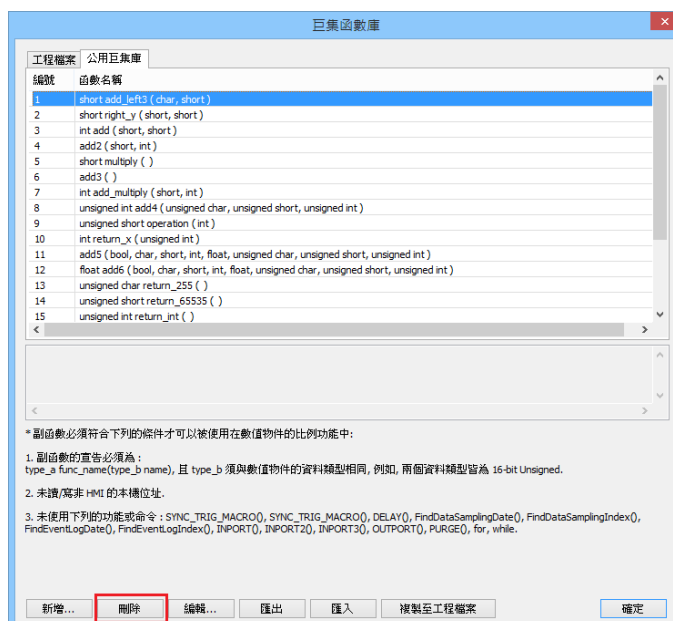 巨集函數庫
工程檔案 公用巨集庫
編號 函數名稱
1 short add_left3 ( char, short )
2 short right_y ( short, short )
3 int add ( short, short )
4 add2 ( short, int )
5 short multiply ( )
6 add3 ( )
7 int add_multiply ( short, int )
8 unsigned int add4 ( unsigned char, unsigned short, unsigned int )
9 unsigned short operation ( int )
10 int return_x ( unsigned int )
11 add5 ( bool, char, short, int, float, unsigned char, unsigned short, unsigned int )
12 float add6 ( bool, char, short, int, float, unsigned char, unsigned short, unsigned int )
13 unsigned char return_255 ( )
14 unsigned short return_65535 ( )
15 unsigned int return_int ( )
* 副函數必須符合下列的條件才可以被使用在數值物件的比例功能中:
1. 副函數的宣告必須為 :
type_a func_name(type_b name), 且 type_b 須與數值物件的資料類型相同, 例如, 兩個資料類型皆為 16-bit Unsigned.
2. 未讀/寫非 HMI 的本機位址.
3. 未使用下列的功能或命令 : SYNC_TRIG_MACRO(), SYNC_TRIG_MACRO(), DELAY(), FindDataSamplingDate(), FindDataSamplingIndex(),
FindEventLogDate(), FindEventLogIndex(), INPORT(), INPORT2(), INPORT3(), OUTPORT(), PURGE(), for, while.
新增... 刪除 編輯... 匯出 匯入 複製至工程檔案 確定